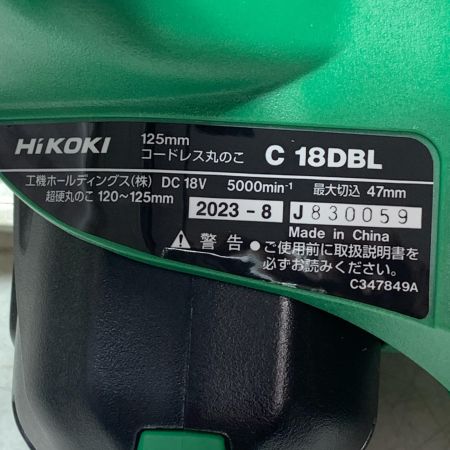 HiKOKI 125mm コードレス丸のこ C 18DBL
工機ホールディングス(株) DC 18V 5000min-1 最大切込 47mm
超硬丸のこ 120~125mm 2023-8 J830059
Made in China
警告 ●ご使用前に取扱説明書を
必ずお読みください。
C347849A